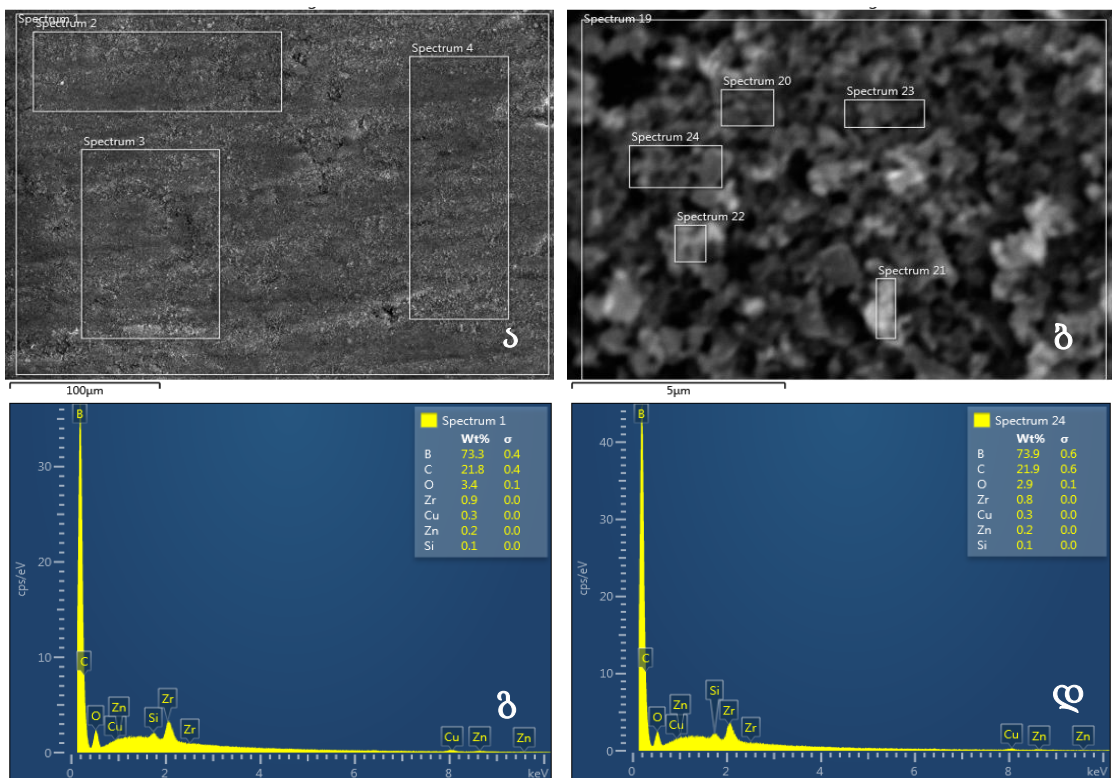 Spectrum 1
Spectrum 2
Spectrum 4
Spectrum 3
ა
100µm
Spectrum 19
Spectrum 20
Spectrum 23
Spectrum 24
Spectrum 22
Spectrum 21
ბ
5µm
Spectrum 1
Wt% σ
B 73.3 0.4
C 21.8 0.4
O 3.4 0.1
Zr 0.9 0.0
Cu 0.3 0.0
Zn 0.2 0.0
Si 0.1 0.0
B
30
20
cps/eV
10
C
O
Zn
Cu
Si
Zr
Zr
Cu
Zn
Zn
გ
0
0 2 4 6 8 keV
Spectrum 24
Wt% σ
B 73.9 0.6
C 21.9 0.6
O 2.9 0.1
Zr 0.8 0.0
Cu 0.3 0.0
Zn 0.2 0.0
Si 0.1 0.0
B
40
30
20
cps/eV
10
C
O
Zn
Cu
Si
Zr
Zr
Cu
Zn
Zn
დ
0
0 2 4 6 8 keV